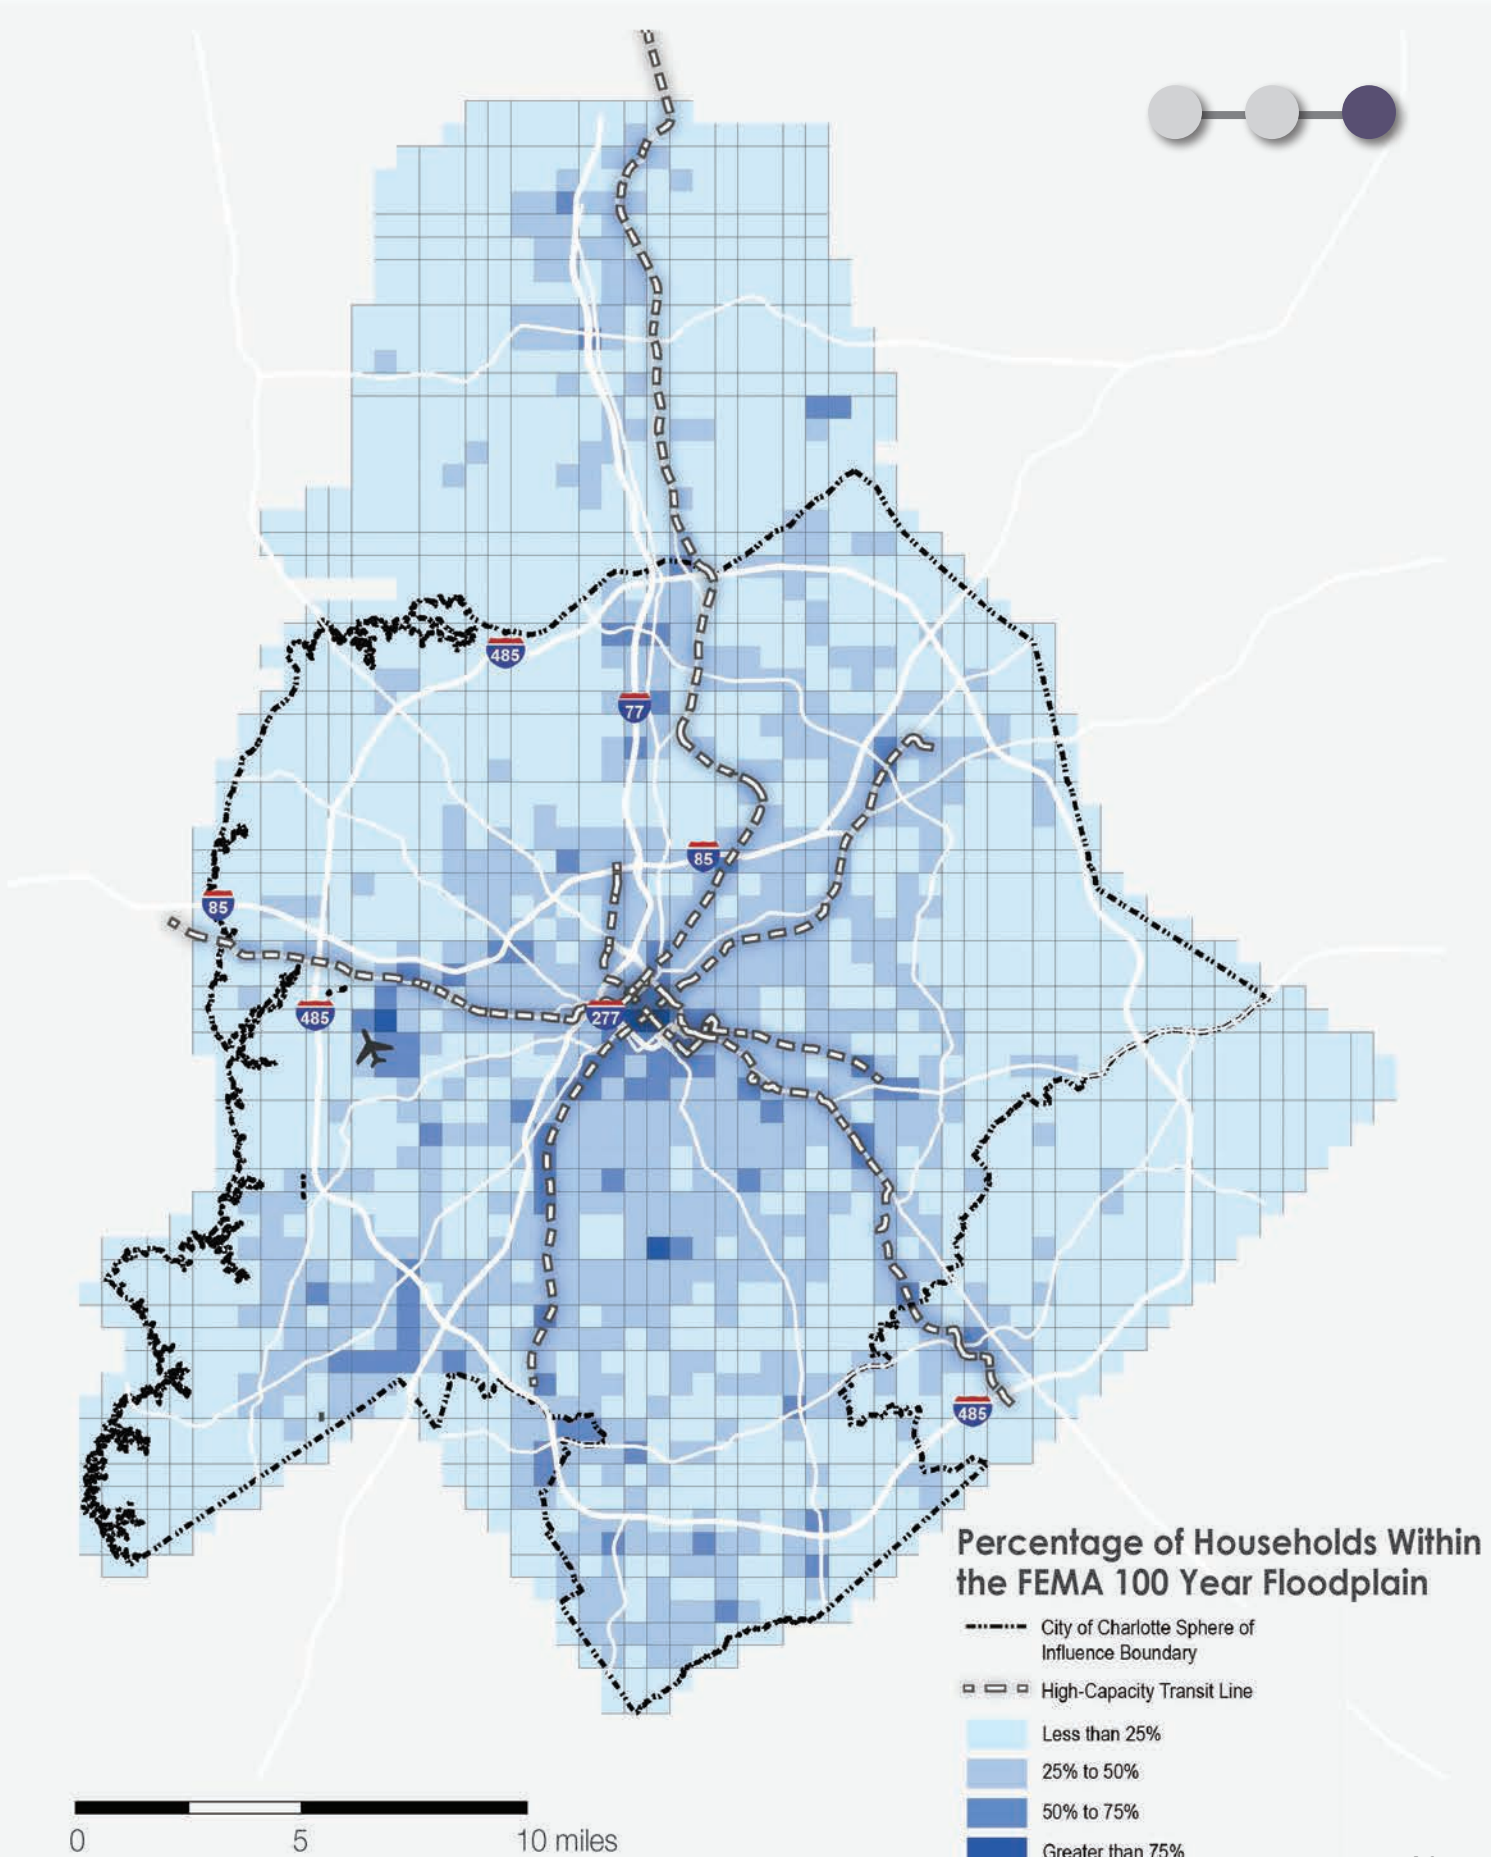 485
77
85
85
485
277
485
Percentage of Households Within
the FEMA 100 Year Floodplain
City of Charlotte Sphere of
Influence Boundary
High-Capacity Transit Line
Less than 25%
25% to 50%
50% to 75%
Greater than 75%
0 5 10 miles